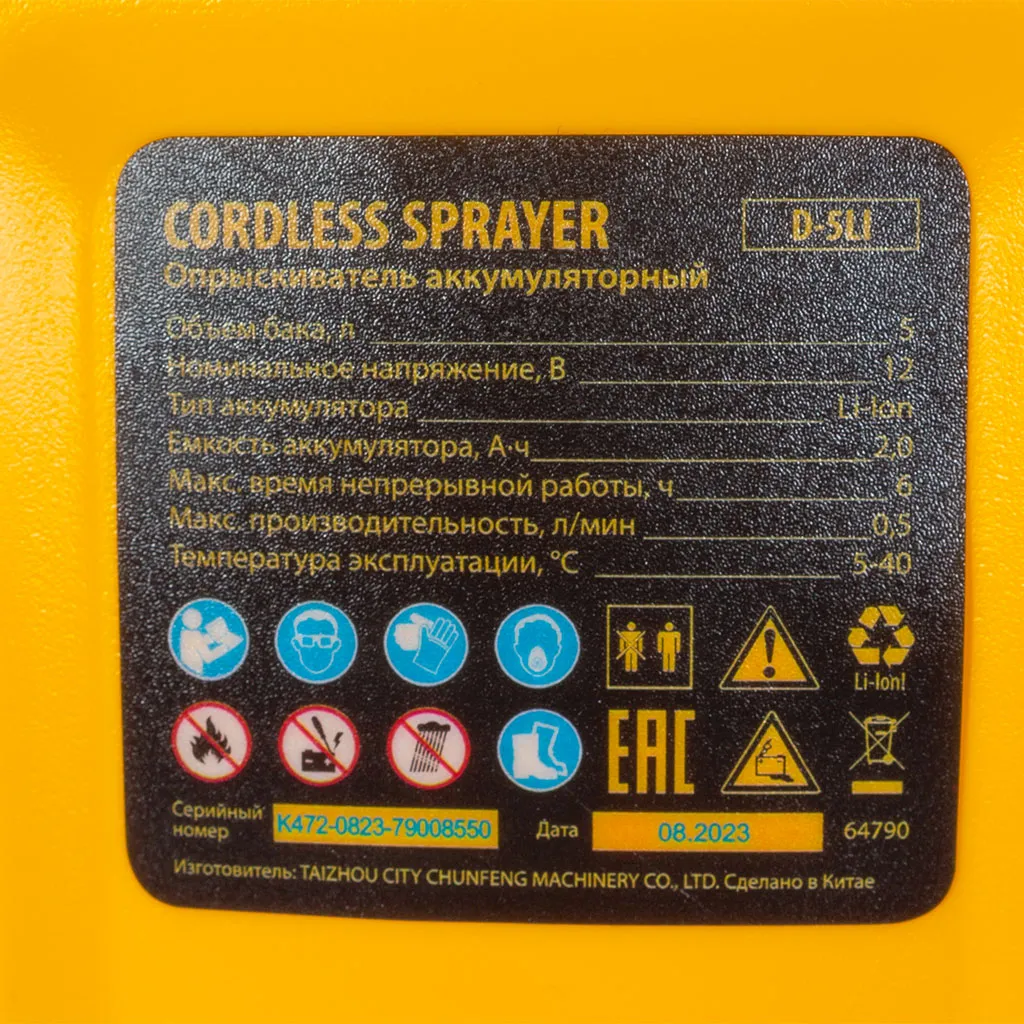 CORDLESS SPRAYER D-5LI
Опрыскиватель аккумуляторный
Объем бака, л 5
Номинальное напряжение, В 12
Тип аккумулятора Li-Ion
Емкость аккумулятора, А·ч 2,0
Макс. время непрерывной работы, ч 6
Макс. производительность, л/мин 0,5
Температура эксплуатации, °С 5-40
Li-Ion!
EAC
Серийный номер K472-0823-79008550 Дата 08.2023 64790
Изготовитель: TAIZHOU CITY CHUNFENG MACHINERY CO., LTD. Сделано в Китае